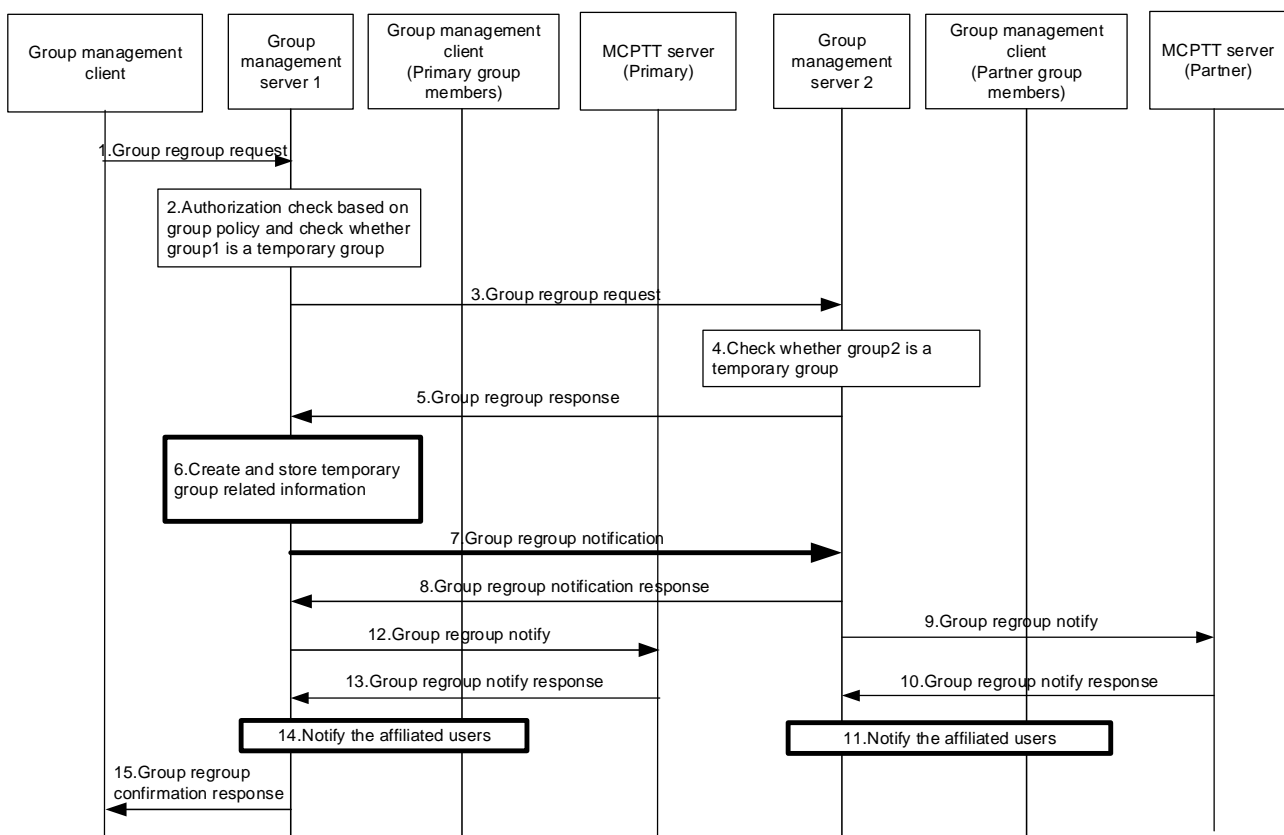 Group management
client
Group
management
server 1
Group management
client
(Primary group
members)
MCPTT server
(Primary)
Group
management
server 2
Group management
client
(Partner group
members)
MCPTT server
(Partner)
1.Group regroup request
2.Authorization check based on
group policy and check whether
group1 is a temporary group
3.Group regroup request
4.Check whether group2 is a
temporary group
5.Group regroup response
6.Create and store temporary
group related information
7.Group regroup notification
8.Group regroup notification response
9.Group regroup notify
12.Group regroup notify
13.Group regroup notify response
10.Group regroup notify response
14.Notify the affiliated users
11.Notify the affiliated users
15.Group regroup
confirmation response